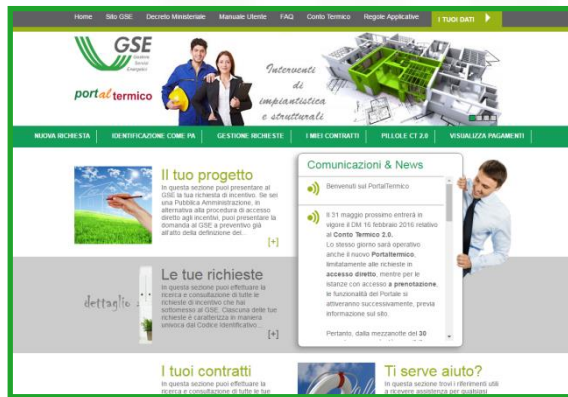 Home Sito GSE Decreto Ministeriale Manuale Utente FAQ Conto Termico Regole Applicative I TUOI DATI
GSE
Gestore
Servizi
Energetici
portaltermico
Interventi
di
impiantistica
e strutturali
NUOVA RICHIESTA IDENTIFICAZIONE COME PA GESTIONE RICHIESTE I MIEI CONTRATTI PILLOLE CT 2.0 VISUALIZZA PAGAMENTI
Il tuo progetto
In questa sezione puoi presentare al
GSE la tua richiesta di incentivo. Se sei
una Pubblica Amministrazione, in
alternativa alla procedura di accesso
diretto agli incentivi, puoi presentare la
domanda al GSE a preventivo già
all'atto della definizione del...
[+]
Comunicazioni & News
Benvenuti sul PortalTermico
Il 31 maggio prossimo entrerà in
vigore il DM 16 febbraio 2016 relativo
al Conto Termico 2.0.
Lo stesso giorno sarà operativo
anche il nuovo Portaltermico,
limitatamente alle richieste in
accesso diretto, mentre per le
istanze con accesso a prenotazione,
le funzionalità del Portale si
attiveranno successivamente, previa
informazione sul sito.
Pertanto, dalla mezzanotte del 30
dettaglio
Le tue richieste
In questa sezione puoi effettuare la
ricerca e consultazione di tutte le
richieste di incentivo che hai
sottomesso al GSE. Ciascuna delle tue
richieste è caratterizza in maniera
univoca dal Codice Identificativo...
[+]
I tuoi contratti
In questa sezione puoi effettuare la
ricerca e consultazione di tutte le tue
Ti serve aiuto?
In questa sezione trovi i riferimenti utili
a ricevere assistenza per qualsiasi